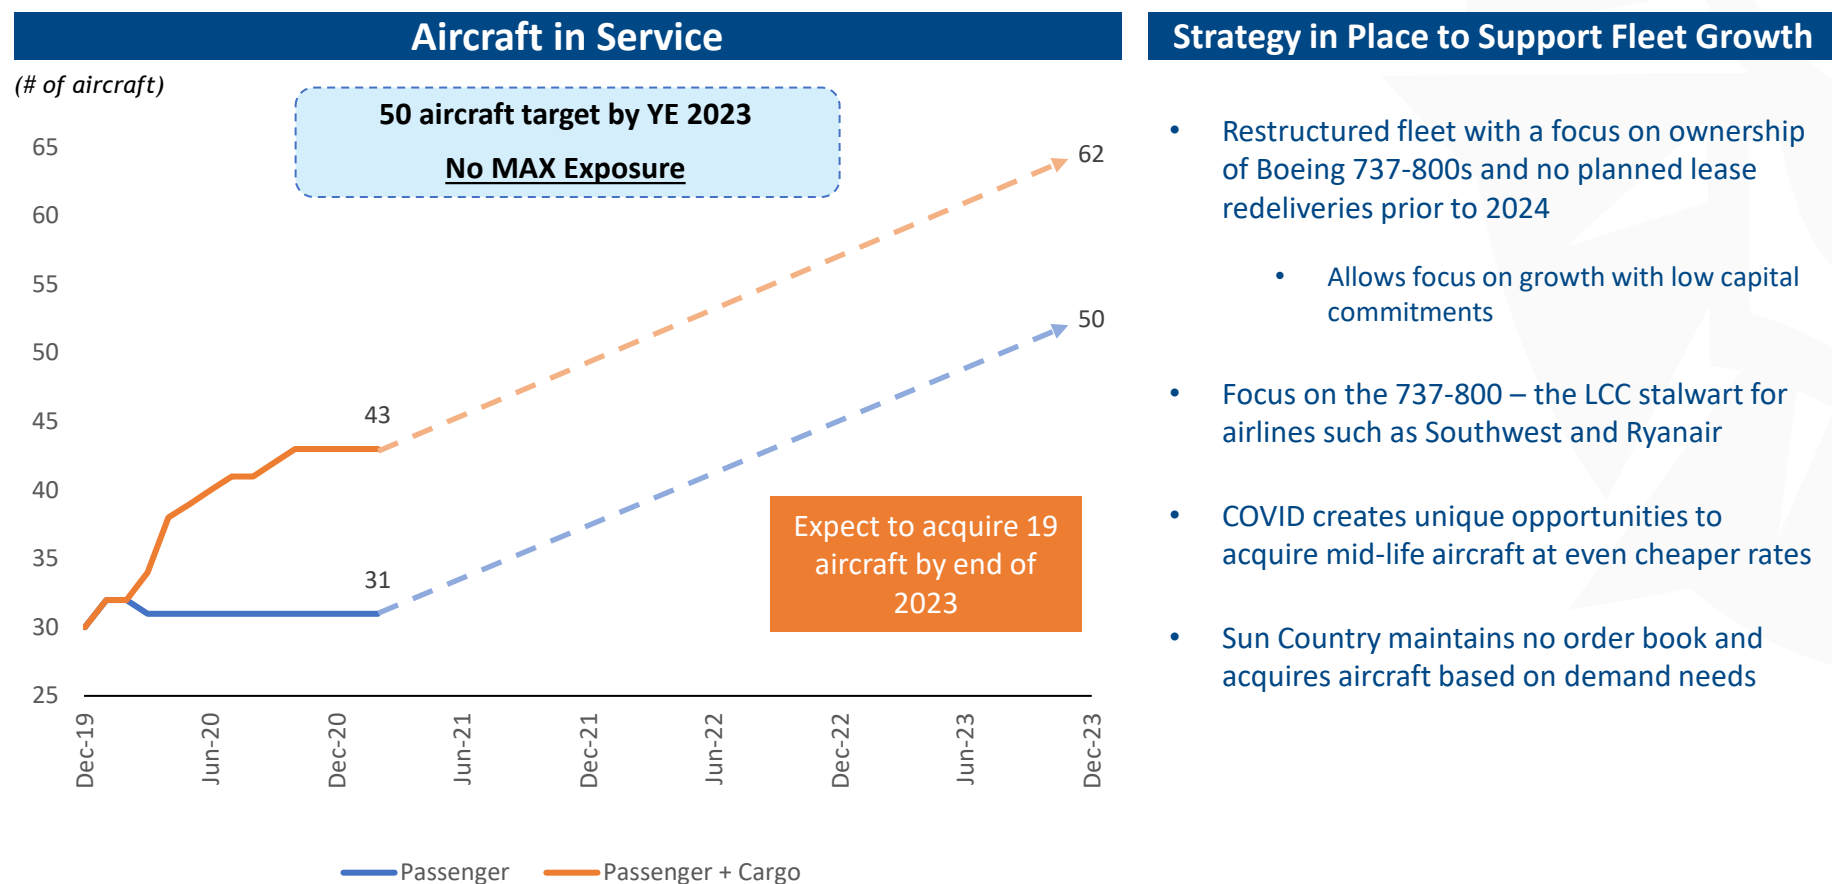 Aircraft in Service
(# of aircraft)
50 aircraft target by YE 2023
No MAX Exposure
65
60
55
50
45
40
35
30
25
62
50
43
31
Expect to acquire 19
aircraft by end of
2023
Dec-19
Jun-20
Dec-20
Jun-21
Dec-21
Jun-22
Dec-22
Jun-23
Dec-23
Passenger
Passenger + Cargo
Strategy in Place to Support Fleet Growth
• Restructured fleet with a focus on ownership
of Boeing 737-800s and no planned lease
redeliveries prior to 2024
• Allows focus on growth with low capital
commitments
• Focus on the 737-800 – the LCC stalwart for
airlines such as Southwest and Ryanair
• COVID creates unique opportunities to
acquire mid-life aircraft at even cheaper rates
• Sun Country maintains no order book and
acquires aircraft based on demand needs